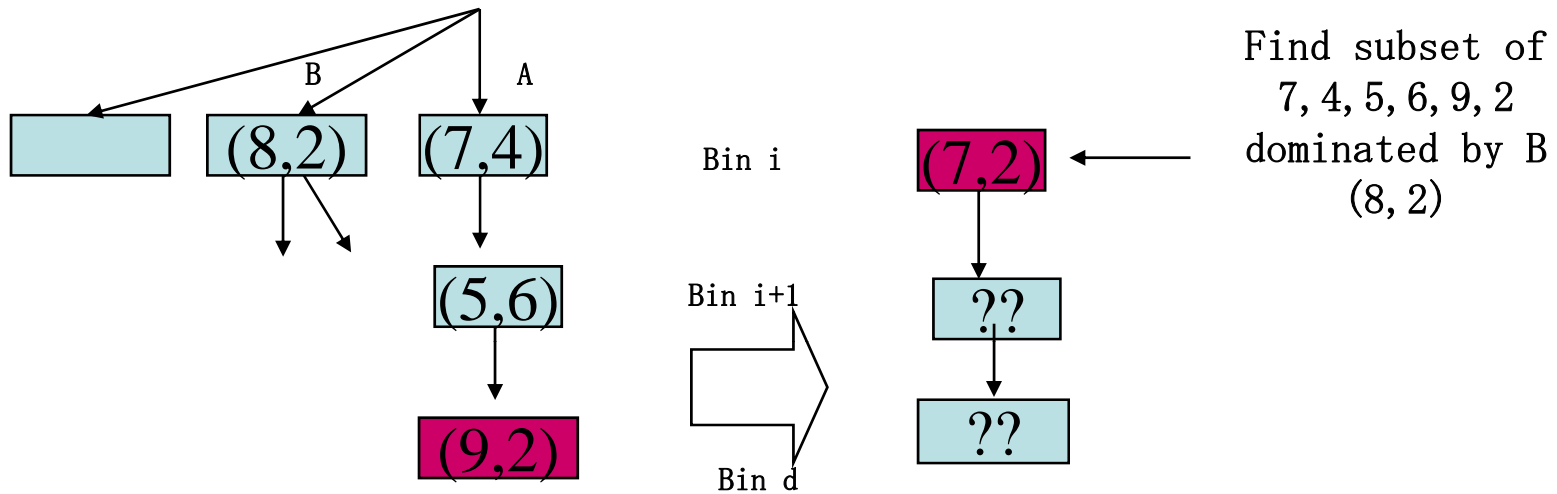 B
A
(8,2)
(7,4)
(5,6)
(9,2)
Bin i
Bin i+1
Bin d
(7,2)
??
??
Find subset of
7,4,5,6,9,2
dominated by B
(8,2)